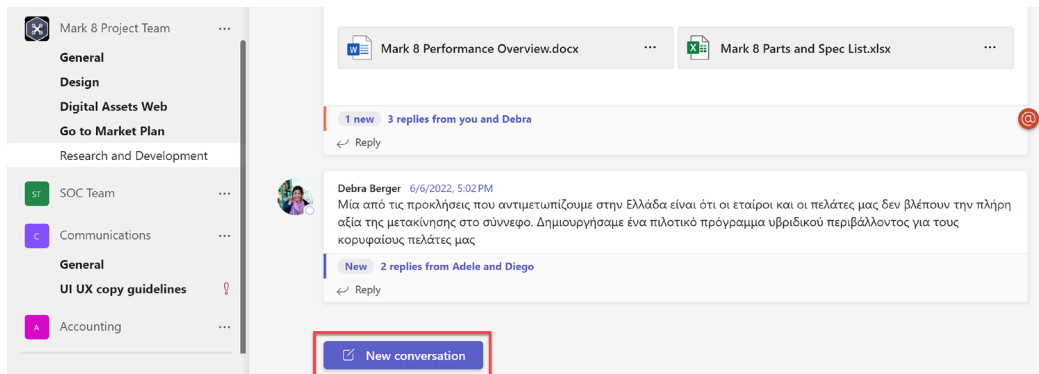 Mark 8 Project Team ...
General
Design
Digital Assets Web
Go to Market Plan
Research and Development
ST SOC Team ...
C Communications ...
General
UI UX copy guidelines !
A Accounting ...
Mark 8 Performance Overview.docx ...
Mark 8 Parts and Spec List.xlsx ...
1 new 3 replies from you and Debra
@
Reply
Debra Berger 6/6/2022, 5:02 PM
Μία από τις προκλήσεις που αντιμετωπίζουμε στην Ελλάδα είναι ότι οι εταίροι και οι πελάτες μας δεν βλέπουν την πλήρη
αξία της μετακίνησης στο σύννεφο. Δημιουργήσαμε ένα πιλοτικό πρόγραμμα υβριδικού περιβάλλοντος για τους
κορυφαίους πελάτες μας
New 2 replies from Adele and Diego
Reply
New conversation